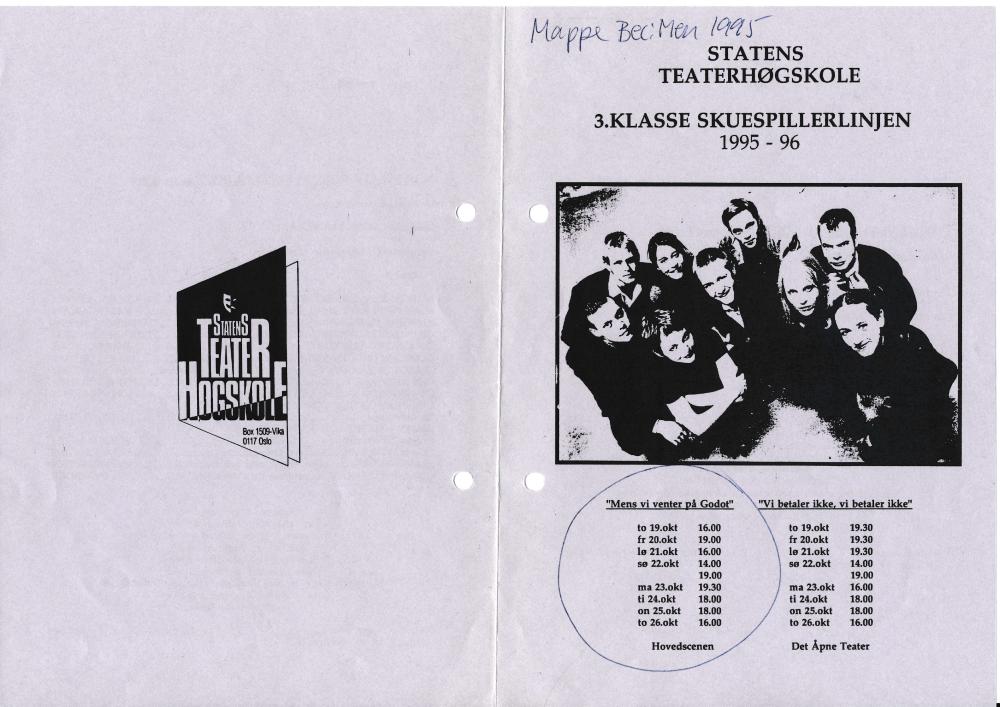 STATENS
TEATER
HØGSKOLE
Box 1509-Vika
0117 Oslo
Mappe Bec: Men 1995
STATENS
TEATERHØGSKOLE
3.KLASSE SKUESPILLERLINJEN
1995 - 96
"Mens vi venter på Godot"
to 19.okt 16.00
fr 20.okt 19.00
lø 21.okt 16.00
sø 22.okt 14.00
19.00
ma 23.okt 19.30
ti 24.okt 18.00
on 25.okt 18.00
to 26.okt 16.00
Hovedscenen
"Vi betaler ikke, vi betaler ikke"
to 19.okt 19.30
fr 20.okt 19.30
lø 21.okt 19.30
sø 22.okt 14.00
19.00
ma 23.okt 16.00
ti 24.okt 18.00
on 25.okt 18.00
to 26.okt 16.00
Det Åpne Teater